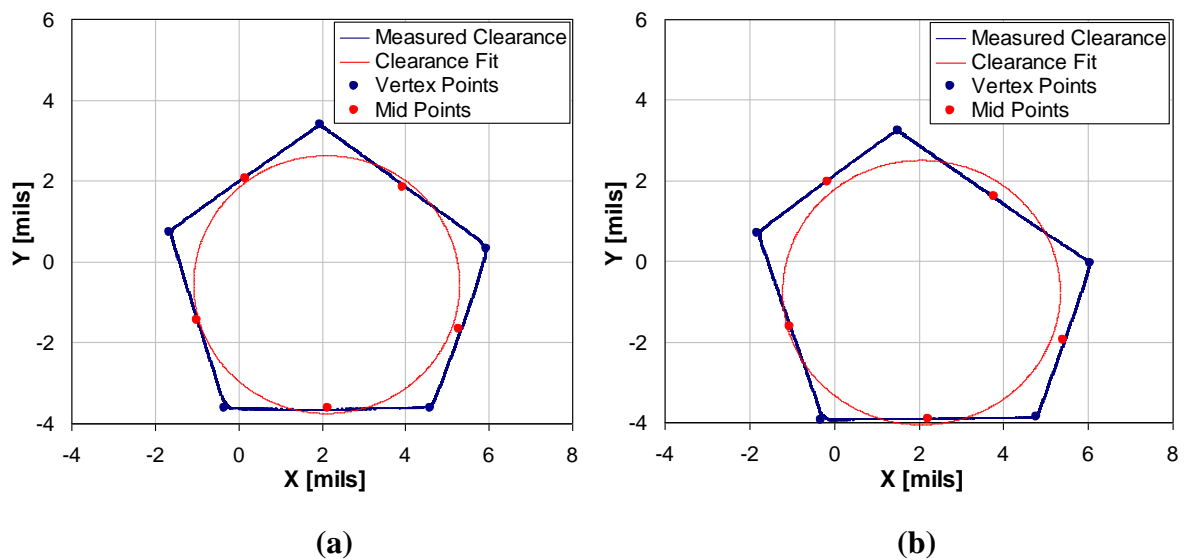 6
4
2
0
-2
-4
-4 -2 0 2 4 6 8
Y [mils]
X [mils]
Measured Clearance
Clearance Fit
Vertex Points
Mid Points
(a)
6
4
2
0
-2
-4
-4 -2 0 2 4 6 8
Y [mils]
X [mils]
Measured Clearance
Clearance Fit
Vertex Points
Mid Points
(b)